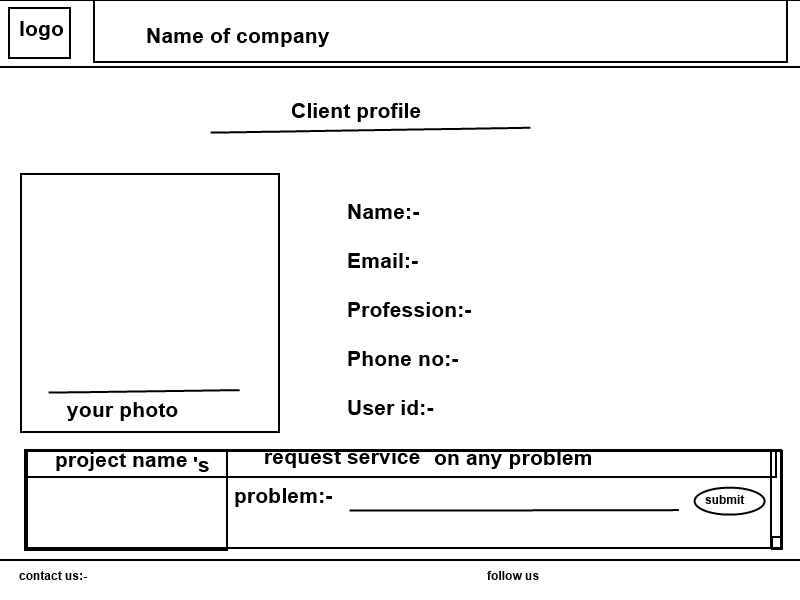 logo
Name of company
Client profile
Name:-
Email:-
Profession:-
Phone no:-
User id:-
your photo
project name 's
request service on any problem
problem:-
submit
contact us:-
follow us